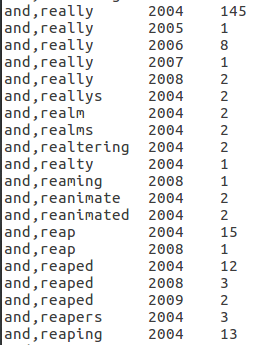 and,really 2004 145
and,really 2005 1
and,really 2006 8
and,really 2007 1
and,really 2008 2
and,reallys 2004 2
and,realm 2004 2
and,realms 2004 2
and,realtering 2004 2
and,realty 2004 1
and,reaming 2008 1
and,reanimate 2004 2
and,reanimated 2004 2
and,reap 2004 15
and,reap 2008 1
and,reaped 2004 12
and,reaped 2008 3
and,reaped 2009 2
and,reapers 2004 3
and,reaping 2004 13